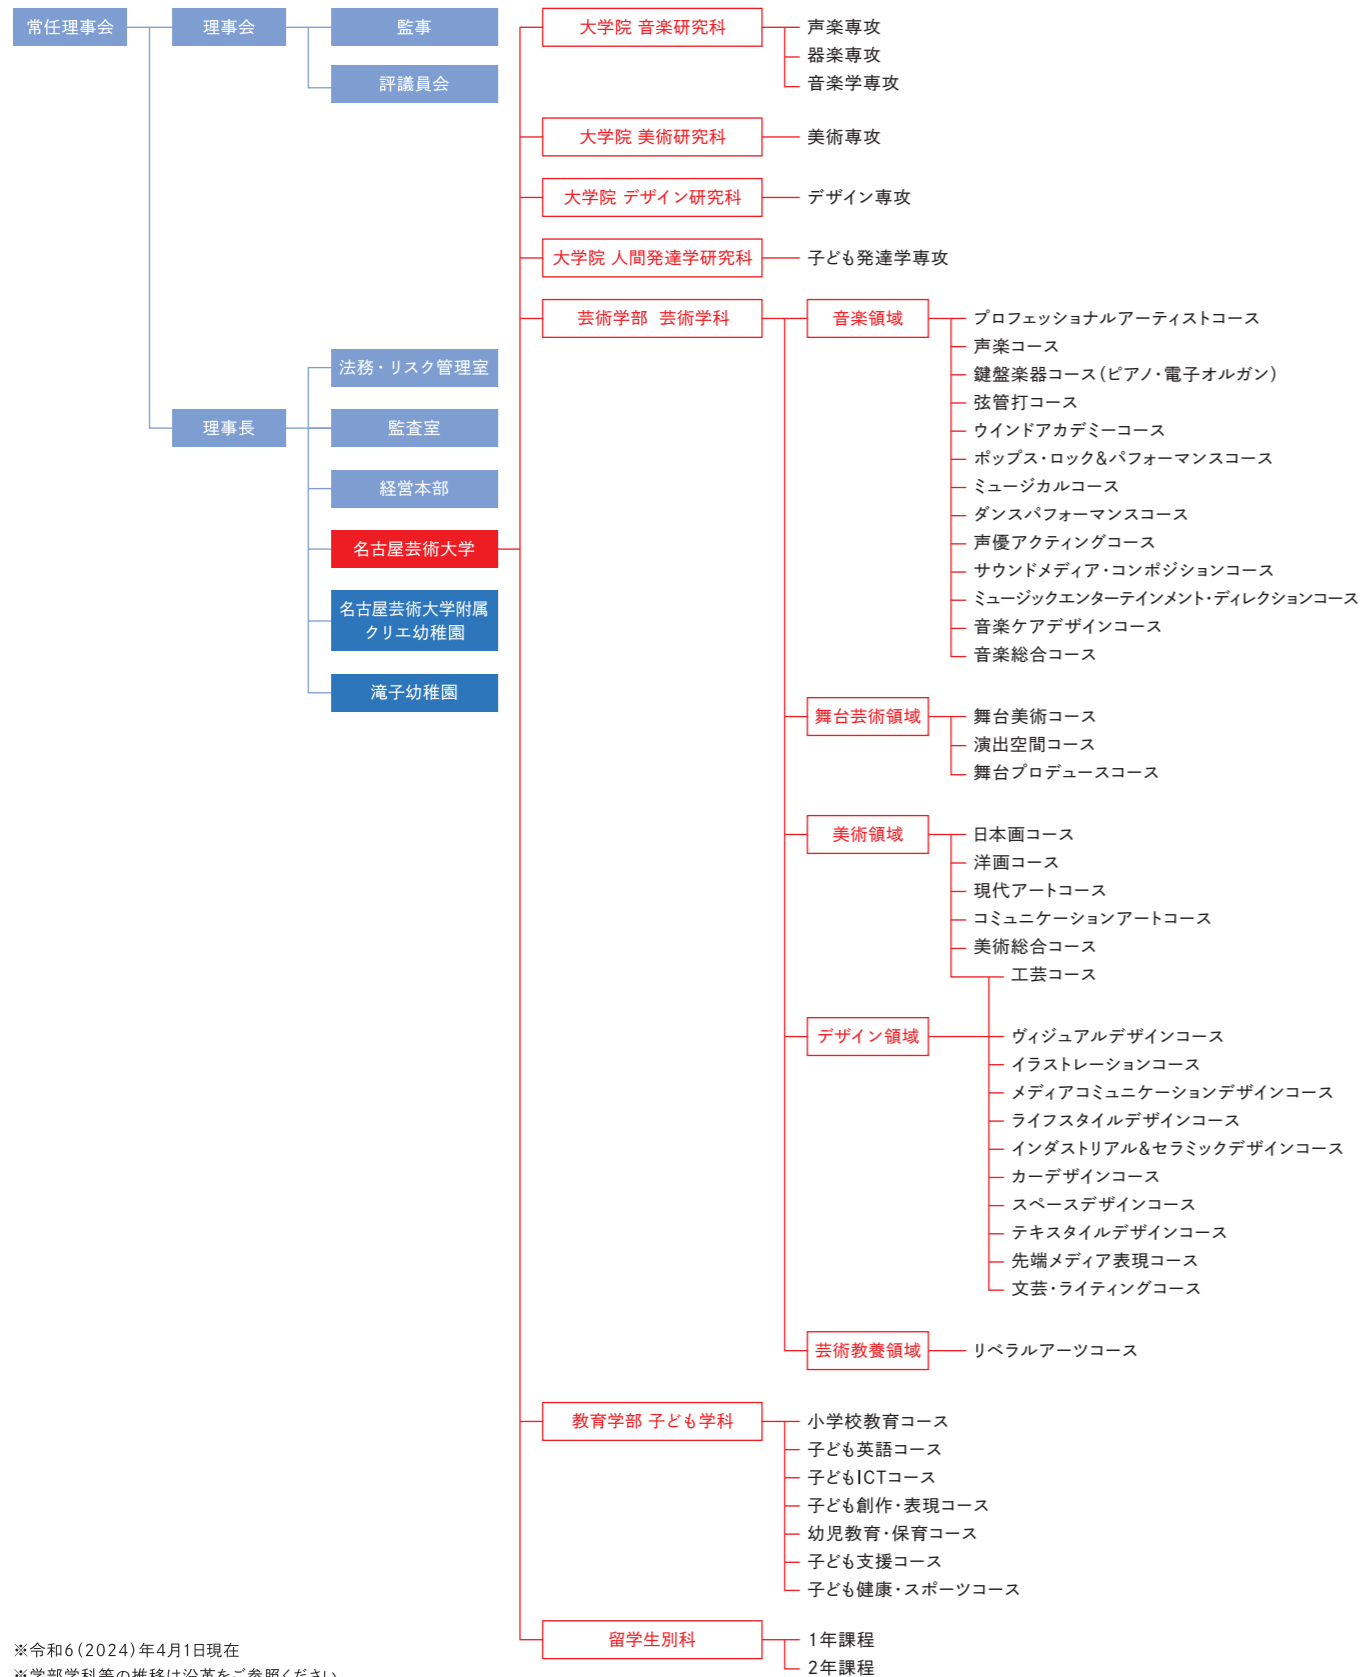 常任理事会
理事会
監事
評議員会
理事長
法務・リスク管理室
監査室
経営本部
名古屋芸術大学
名古屋芸術大学附属
クリエ幼稚園
滝子幼稚園
大学院 音楽研究科
声楽専攻
器楽専攻
音楽学専攻
大学院 美術研究科
美術専攻
大学院 デザイン研究科
デザイン専攻
大学院 人間発達学研究科
子ども発達学専攻
芸術学部 芸術学科
音楽領域
プロフェッショナルアーティストコース
声楽コース
鍵盤楽器コース(ピアノ・電子オルガン)
弦管打コース
ウインドアカデミーコース
ポップス・ロック&パフォーマンスコース
ミュージカルコース
ダンスパフォーマンスコース
声優アクティングコース
サウンドメディア・コンポジションコース
ミュージックエンターテインメント・ディレクションコース
音楽ケアデザインコース
音楽総合コース
舞台芸術領域
舞台美術コース
演出空間コース
舞台プロデュースコース
美術領域
日本画コース
洋画コース
現代アートコース
コミュニケーションアートコース
美術総合コース
工芸コース
デザイン領域
ヴィジュアルデザインコース
イラストレーションコース
メディアコミュニケーションデザインコース
ライフスタイルデザインコース
インダストリアル&セラミックデザインコース
カーデザインコース
スペースデザインコース
テキスタイルデザインコース
先端メディア表現コース
文芸・ライティングコース
芸術教養領域
リベラルアーツコース
教育学部 子ども学科
小学校教育コース
子ども英語コース
子どもICTコース
子ども創作・表現コース
幼児教育・保育コース
子ども支援コース
子ども健康・スポーツコース
留学生別科
1年課程
2年課程
※令和6(2024)年4月1日現在
※学部学科等の推移は沿革をご参照ください